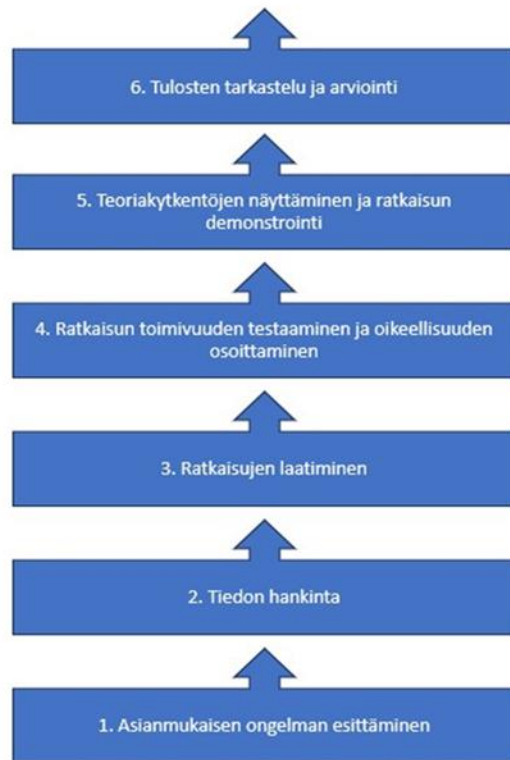 6. Tulosten tarkastelu ja arviointi
5. Teoriakytkentöjen näyttäminen ja ratkaisun
demonstrointi
4. Ratkaisun toimivuuden testaaminen ja oikeellisuuden
osoittaminen
3. Ratkaisujen laatiminen
2. Tiedon hankinta
1. Asianmukaisen ongelman esittäminen